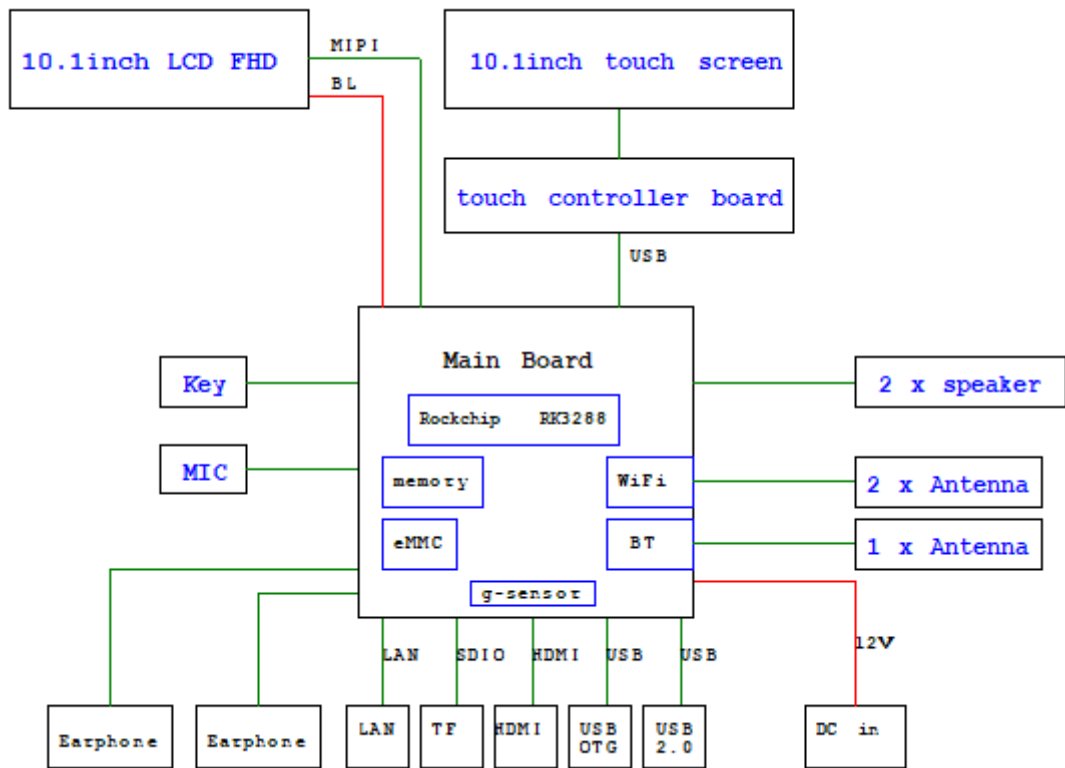 10.1inch LCD FHD
MIPI
BL
10.1inch touch screen
touch controller board
USB
Main Board
Key
2 x speaker
Rockchip RK3288
MIC
memory
WiFi
2 x Antenna
eMMC
BT
1 x Antenna
g-sensor
LAN
SDIO
HDMI
USB
USB
12V
Earphone
Earphone
LAN
TF
HDMI
USB
OTG
USB
2.0
DC in